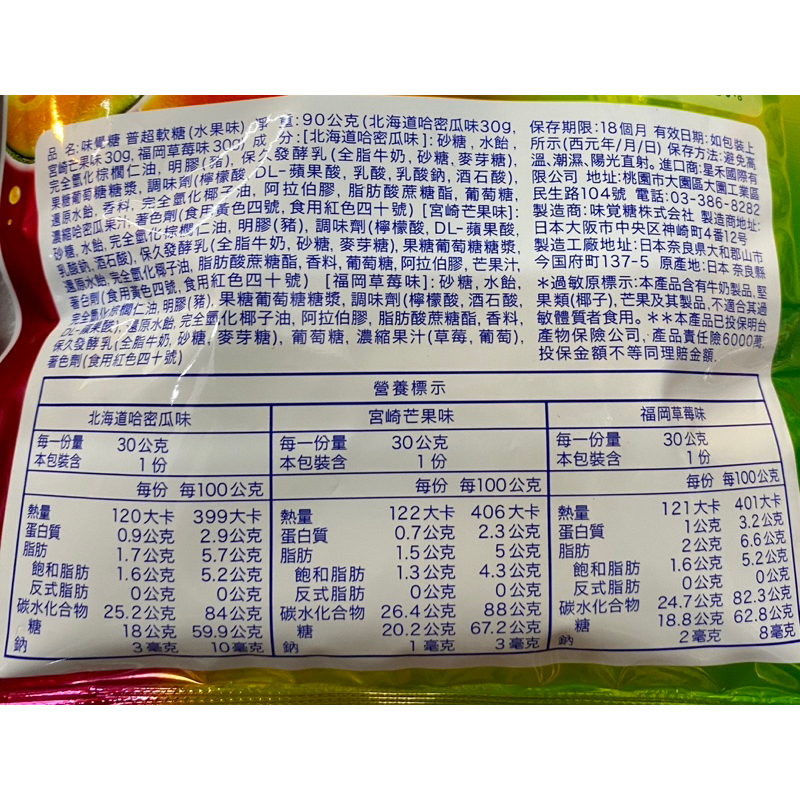 品 名:味覺糖 普超軟糖(水果味) 淨 重:90公克(北海道哈密瓜味30g,
宮崎芒果味30g, 福岡草莓味30g) 成 分:[北海道哈密瓜味]:砂糖,水飴,
完全氫化棕櫚仁油, 明膠(豬), 保久發酵乳(全脂牛奶, 砂糖, 麥芽糖),
果糖葡萄糖糖漿, 調味劑(檸檬酸, DL-蘋果酸, 乳酸, 乳酸鈉, 酒石酸),
還原水飴, 香料, 完全氫化椰子油, 阿拉伯膠, 脂肪酸蔗糖酯, 葡萄糖,
濃縮哈密瓜果汁, 著色劑(食用黃色四號, 食用紅色四十號) [宮崎芒果味]:
砂糖, 水飴, 完全氫化棕櫚仁油, 明膠(豬), 調味劑(檸檬酸, DL-蘋果酸,
乳酸鈉, 酒石酸), 保久發酵乳(全脂牛奶, 砂糖, 麥芽糖), 果糖葡萄糖糖漿,
還原水飴, 完全氫化椰子油, 脂肪酸蔗糖酯, 香料, 葡萄糖, 阿拉伯膠, 芒果汁,
著色劑(食用黃色四號, 食用紅色四十號) [福岡草莓味]: 砂糖, 水飴,
完全氫化棕櫚仁油, 明膠(豬), 果糖葡萄糖糖漿, 調味劑(檸檬酸, 酒石酸,
DL-蘋果酸), 還原水飴, 完全氫化椰子油, 阿拉伯膠, 脂肪酸蔗糖酯, 香料,
保久發酵乳(全脂牛奶, 砂糖, 麥芽糖), 葡萄糖, 濃縮果汁(草莓, 葡萄),
著色劑(食用紅色四十號)
保存期限:18個月 有效日期:如包裝上
所示(西元年/月/日) 保存方法:避免高
溫、潮濕、陽光直射。進口商:星禾國際有
限公司 地址:桃園市大園區大園工業區
民生路104號 電話:03-386-8282
製造商:味覚糖株式会社 製造商地址:
日本大阪市中央区神崎町4番12号
製造工廠地址:日本奈良県大和郡山市
今国府町137-5 原產地:日本 奈良縣
*過敏原標示:本產品含有牛奶製品,堅
果類(椰子), 芒果及其製品,不適合其過
敏體質者食用。**本產品已投保明台
產物保險公司, 產品責任險6000萬,
投保金額不等同理賠金額.
營養標示
北海道哈密瓜味 宮崎芒果味 福岡草莓味
每一份量 30公克 每一份量 30公克 每一份量 30公克
本包裝含 1份 本包裝含 1份 本包裝含 1份
每份 每100公克 每份 每100公克 每份 每100公克
熱量 120大卡 399大卡 熱量 122大卡 406大卡 熱量 121大卡 401大卡
蛋白質 0.9公克 2.9公克 蛋白質 0.7公克 2.3公克 蛋白質 1公克 3.2公克
脂肪 1.7公克 5.7公克 脂肪 1.5公克 5公克 脂肪 2公克 6.6公克
飽和脂肪 1.6公克 5.2公克 飽和脂肪 1.3公克 4.3公克 飽和脂肪 1.6公克 5.2公克
反式脂肪 0公克 0公克 反式脂肪 0公克 0公克 反式脂肪 0公克 0公克
碳水化合物 25.2公克 84公克 碳水化合物 26.4公克 88公克 碳水化合物 24.7公克 82.3公克
糖 18公克 59.9公克 糖 20.2公克 67.2公克 糖 18.8公克 62.8公克
鈉 3毫克 10毫克 鈉 1毫克 3毫克 鈉 2毫克 8毫克